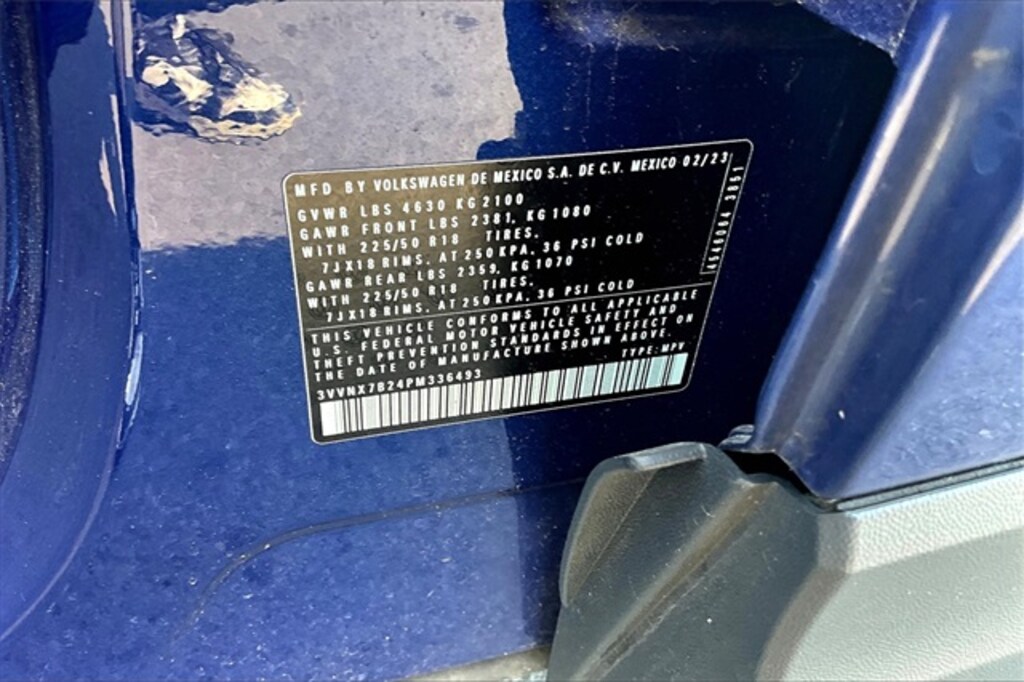 MFD BY VOLKSWAGEN DE MEXICO S.A. DE C.V. MEXICO 02/23
GVWR LBS 4630 KG 2100
GAWR FRONT LBS 2381, KG 1080
WITH 225/50 R18 TIRES,
7JX18 RIMS, AT 250 KPA, 36 PSI COLD
GAWR REAR LBS 2359, KG 1070
WITH 225/50 R18 TIRES,
7JX18 RIMS, AT 250 KPA, 36 PSI COLD
THIS VEHICLE CONFORMS TO ALL APPLICABLE
U.S. FEDERAL MOTOR VEHICLE SAFETY AND
THEFT PREVENTION STANDARDS IN EFFECT ON
THE DATE OF MANUFACTURE SHOWN ABOVE.
3VVNX7B24PM336493 TYPE: MPV
4546084 3851